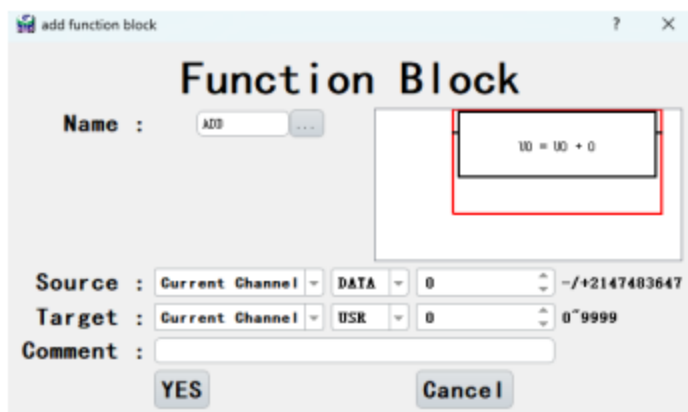 add function block ? ×
Function Block
Name : ADD ...
U0 = U0 + 0
Source : Current Channel DATA 0 -/+2147483647
Target : Current Channel USR 0 0~9999
Comment :
YES Cancel